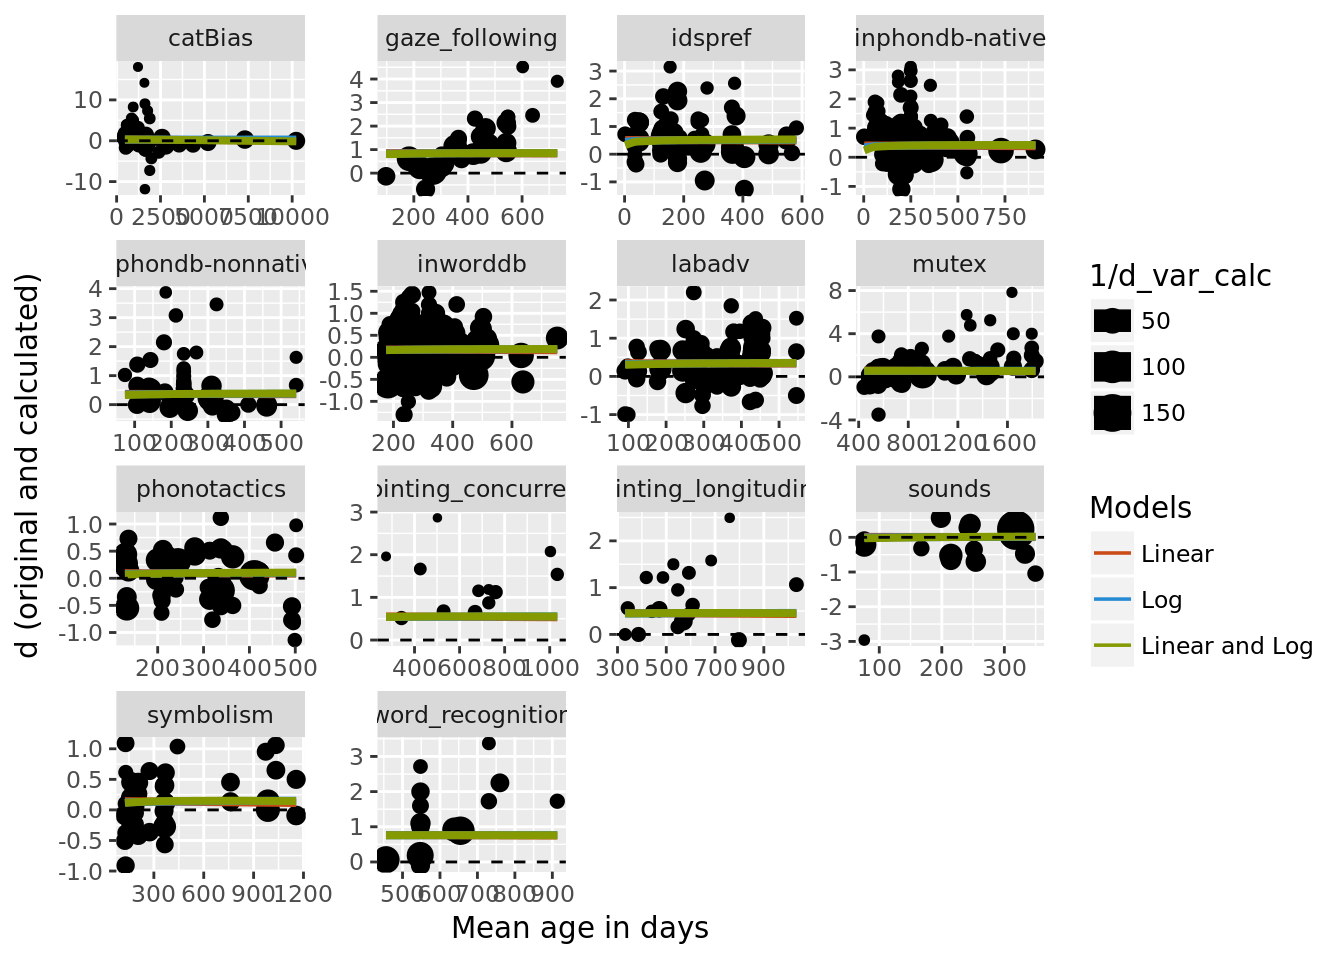 catBias
gaze_following
idspref
inphondb-native
10
0
-10
0 2500 5000 7500 10000
4
3
2
1
0
200 400 600
3
2
1
0
-1
0 200 400 600
3
2
1
0
-1
0 250 500 750
phondb-nonnativ
inworddb
labadv
mutex
4
3
2
1
0
100 200 300 400 500
1.5
1.0
0.5
0.0
-0.5
-1.0
200 400 600
2
1
0
-1
100 200 300 400 500
8
4
0
-4
400 800 1200 1600
phonotactics
ointing_concurre
inting_longitudin
sounds
1.0
0.5
0.0
-0.5
-1.0
200 300 400 500
3
2
1
0
400 600 800 1000
2
1
0
300 500 700 900
0
-1
-2
-3
100 200 300
symbolism
word_recognition
1.0
0.5
0.0
-0.5
-1.0
300 600 900 1200
3
2
1
0
500 600 700 800 900
d (original and calculated)
Mean age in days
1/d_var_calc
50
100
150
Models
Linear
Log
Linear and Log